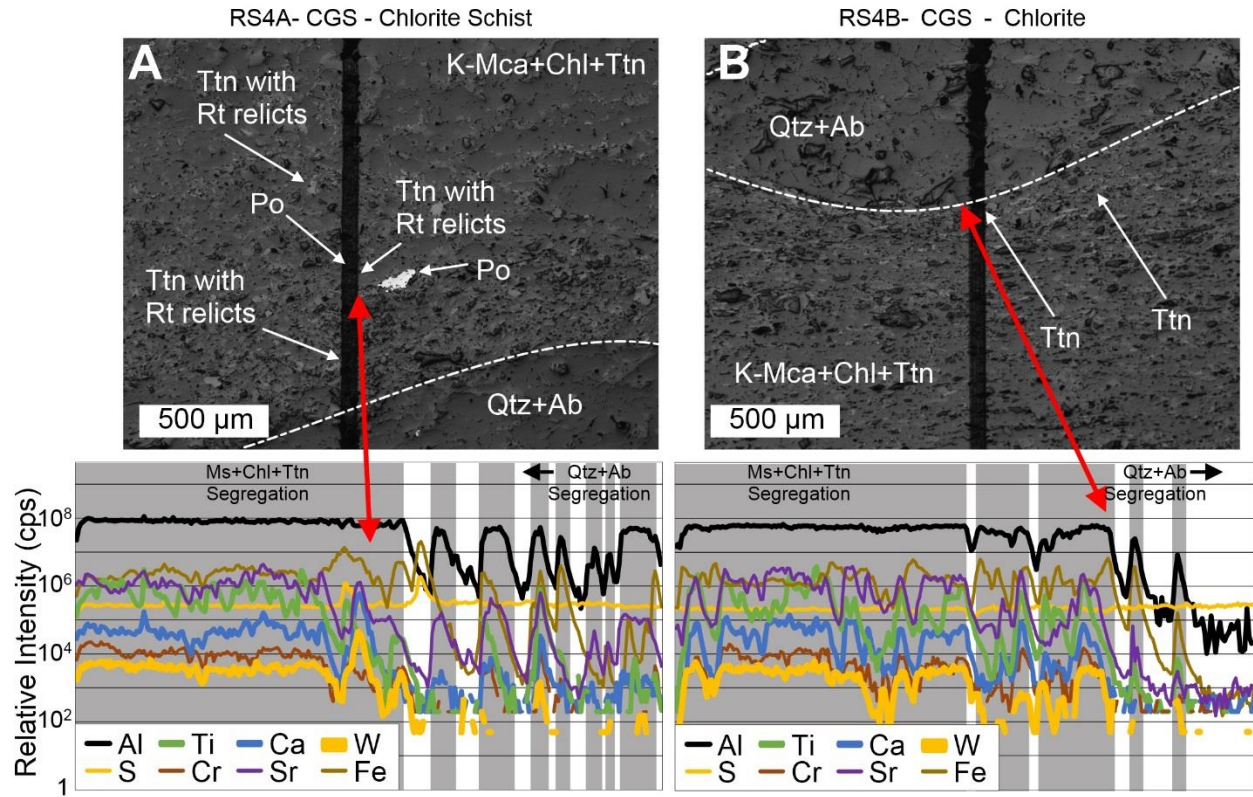 RS4A- CGS - Chlorite Schist
RS4B- CGS - Chlorite
A
K-Mca+Chl+Ttn
Ttn with
Rt relicts
Po
Ttn with
Rt relicts
Po
Ttn with
Rt relicts
Qtz+Ab
500 µm
B
Qtz+Ab
Ttn
Ttn
K-Mca+Chl+Ttn
500 µm
Relative Intensity (cps)
Ms+Chl+Ttn
Segregation
Qtz+Ab
Segregation
10⁸
10⁶
10⁴
10²
1
Al Ti Ca W
S Cr Sr Fe
Ms+Chl+Ttn
Segregation
Qtz+Ab
Segregation
Al Ti Ca W
S Cr Sr Fe